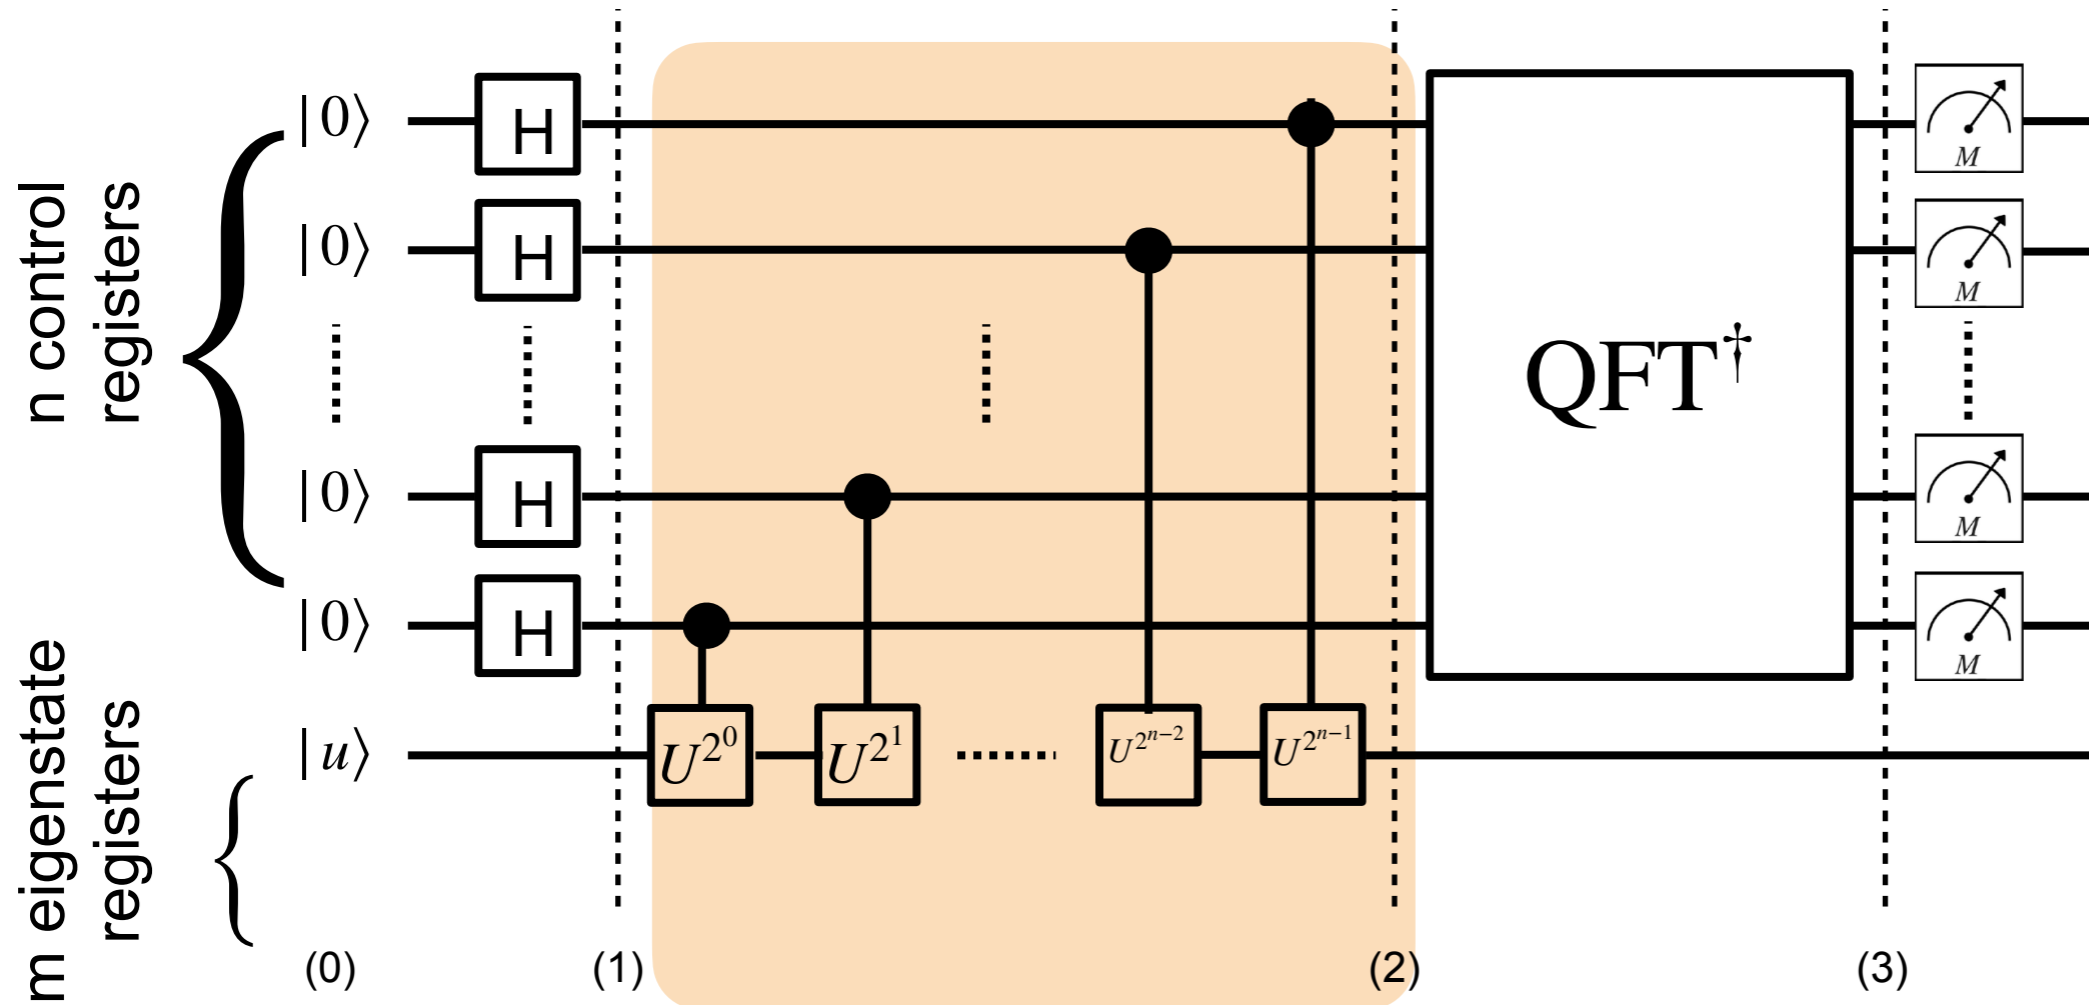 n control
registers
m eigenstate
registers
|0⟩ H M
|0⟩ H M
QFT†
|0⟩ H M
|0⟩ H M
|u⟩ U^{2^0} U^{2^1} U^{2^{n−2}} U^{2^{n−1}}
(0) (1) (2) (3)